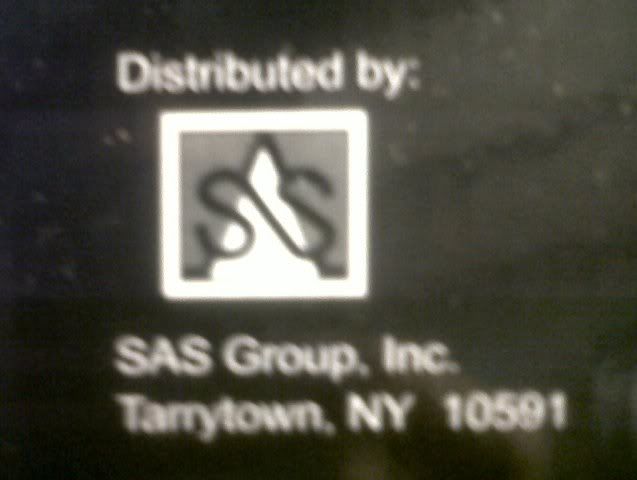 Distributed by:
SAS
SAS Group, Inc.
Tarrytown, NY 10591